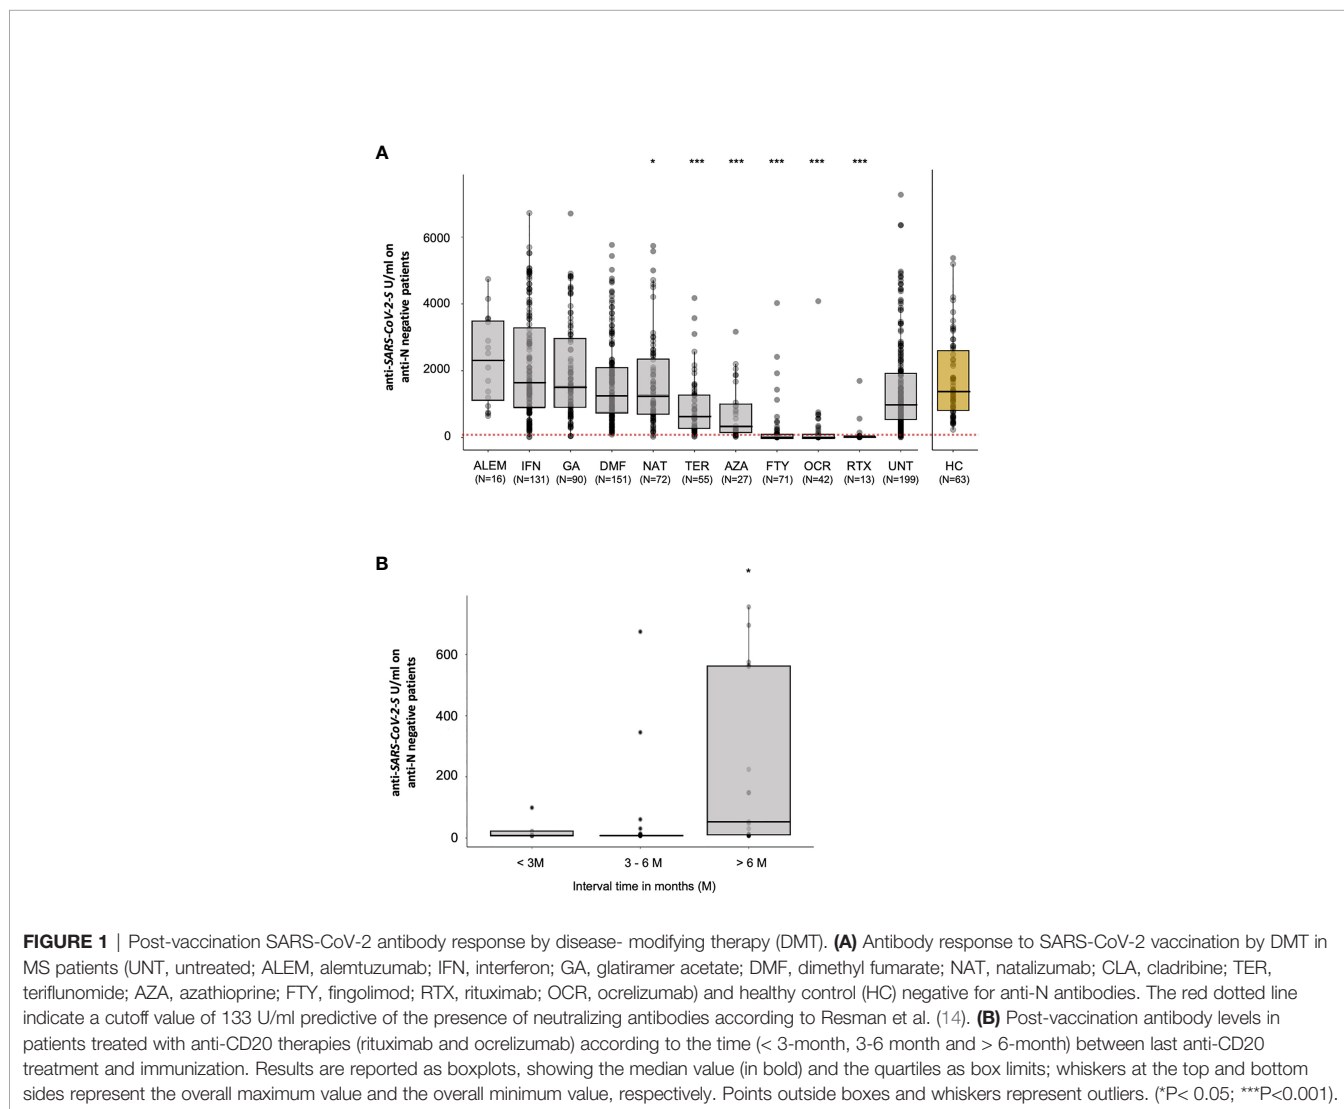 A
* *** *** *** *** ***
anti-SARS-CoV-2-S U/ml on
anti-N negative patients
6000
4000
2000
0
ALEM IFN GA DMF NAT TER AZA FTY OCR RTX UNT HC
(N=16) (N=131) (N=90) (N=151) (N=72) (N=55) (N=27) (N=71) (N=42) (N=13) (N=199) (N=63)
B
*
anti-SARS-CoV-2-S U/ml on
anti-N negative patients
600
400
200
0
< 3M 3 - 6 M > 6 M
Interval time in months (M)
FIGURE 1 | Post-vaccination SARS-CoV-2 antibody response by disease- modifying therapy (DMT). (A) Antibody response to SARS-CoV-2 vaccination by DMT in
MS patients (UNT, untreated; ALEM, alemtuzumab; IFN, interferon; GA, glatiramer acetate; DMF, dimethyl fumarate; NAT, natalizumab; CLA, cladribine; TER,
teriflunomide; AZA, azathioprine; FTY, fingolimod; RTX, rituximab; OCR, ocrelizumab) and healthy control (HC) negative for anti-N antibodies. The red dotted line
indicate a cutoff value of 133 U/ml predictive of the presence of neutralizing antibodies according to Resman et al. (14). (B) Post-vaccination antibody levels in
patients treated with anti-CD20 therapies (rituximab and ocrelizumab) according to the time (< 3-month, 3-6 month and > 6-month) between last anti-CD20
treatment and immunization. Results are reported as boxplots, showing the median value (in bold) and the quartiles as box limits; whiskers at the top and bottom
sides represent the overall maximum value and the overall minimum value, respectively. Points outside boxes and whiskers represent outliers. (*P< 0.05; ***P<0.001).